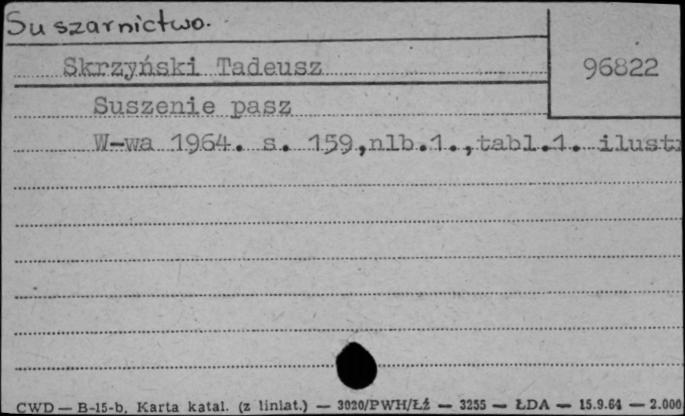 Suszarnictwo.
Skrzyński Tadeusz
96822
Suszenie pasz
W-wa 1964. s. 159,nlb.1.,tabl.1. ilustr
CWD — B-15-b, Karta katal. (z liniat.) — 3020/PWH/Łź — 3255 — ŁDA — 15.9.64 — 2.000